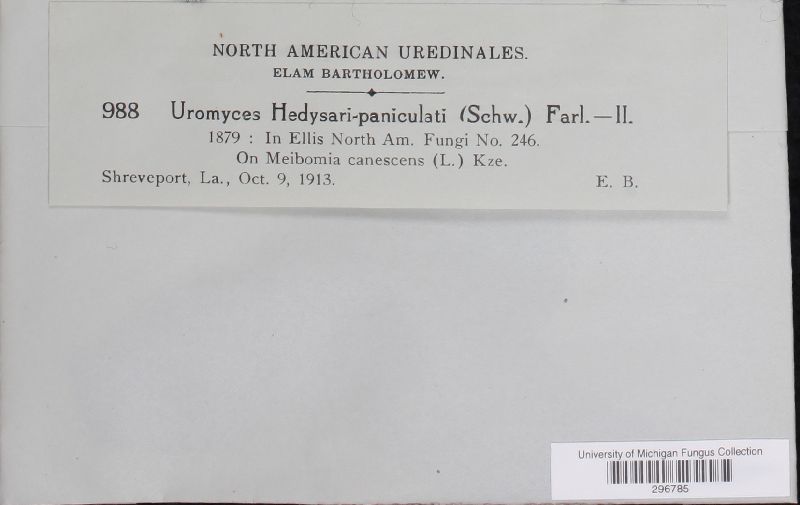 NORTH AMERICAN UREDINALES.
ELAM BARTHOLOMEW.
988 Uromyces Hedysari-paniculati (Schw.) Farl.—II.
1879 : In Ellis North Am. Fungi No. 246.
On Meibomia canescens (L.) Kze.
Shreveport, La., Oct. 9, 1913. E. B.
University of Michigan Fungus Collection
296785